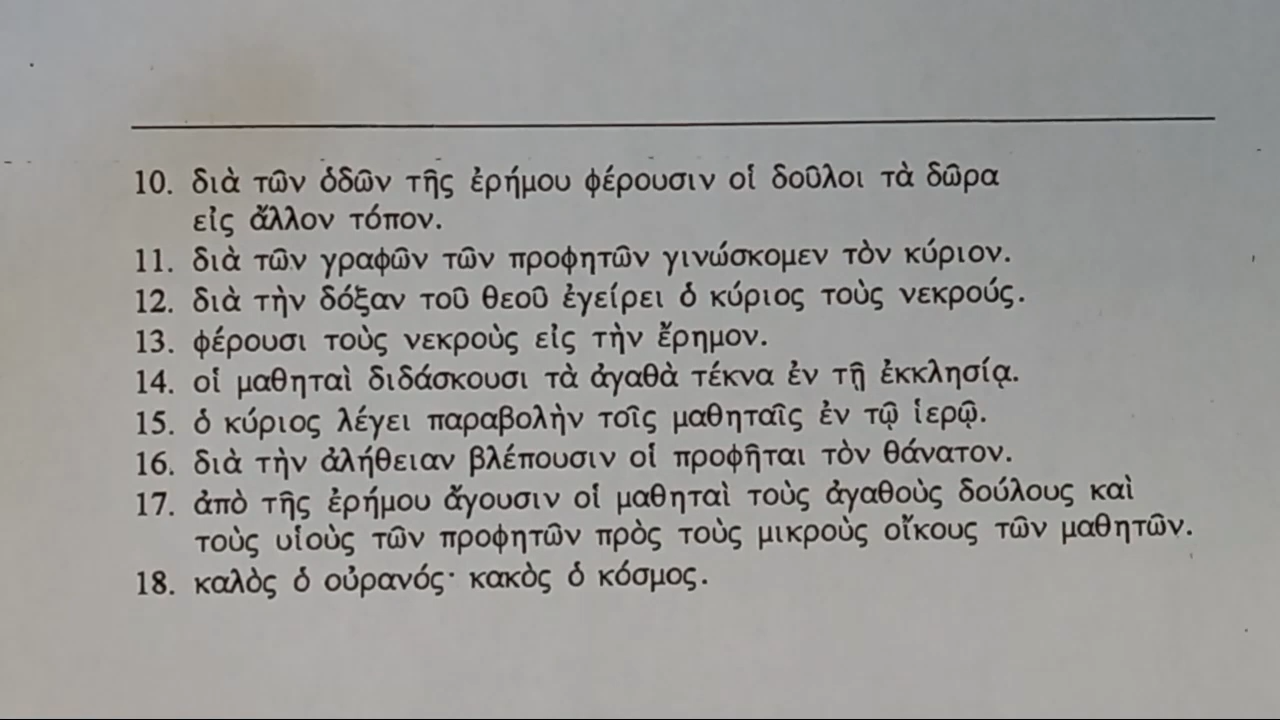 10. διὰ τῶν ὁδῶν τῆς ἐρήμου φέρουσιν οἱ δοῦλοι τὰ δῶρα
εἰς ἄλλον τόπον.
11. διὰ τῶν γραφῶν τῶν προφητῶν γινώσκομεν τὸν κύριον.
12. διὰ τὴν δόξαν τοῦ θεοῦ ἐγείρει ὁ κύριος τοὺς νεκρούς.
13. φέρουσι τοὺς νεκροὺς εἰς τὴν ἔρημον.
14. οἱ μαθηταὶ διδάσκουσι τὰ ἀγαθὰ τέκνα ἐν τῇ ἐκκλησίᾳ.
15. ὁ κύριος λέγει παραβολὴν τοῖς μαθηταῖς ἐν τῷ ἱερῷ.
16. διὰ τὴν ἀλήθειαν βλέπουσιν οἱ προφῆται τὸν θάνατον.
17. ἀπὸ τῆς ἐρήμου ἄγουσιν οἱ μαθηταὶ τοὺς ἀγαθοὺς δούλους καὶ
τοὺς υἱοὺς τῶν προφητῶν πρὸς τοὺς μικροὺς οἴκους τῶν μαθητῶν.
18. καλὸς ὁ οὐρανός· κακὸς ὁ κόσμος.